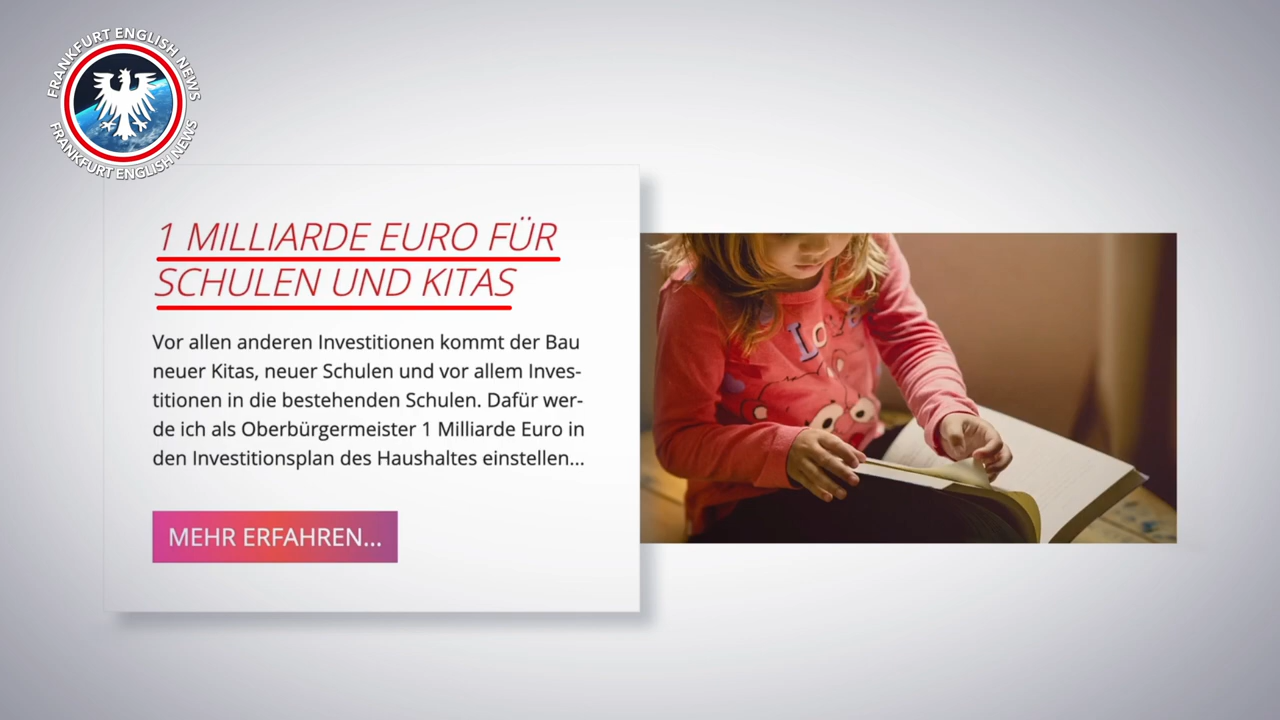 FRANKFURT ENGLISH NEWS
FRANKFURT ENGLISH NEWS
1 MILLIARDE EURO FÜR
SCHULEN UND KITAS
Vor allen anderen Investitionen kommt der Bau
neuer Kitas, neuer Schulen und vor allem Inves-
titionen in die bestehenden Schulen. Dafür wer-
de ich als Oberbürgermeister 1 Milliarde Euro in
den Investitionsplan des Haushaltes einstellen...
MEHR ERFAHREN...
Love